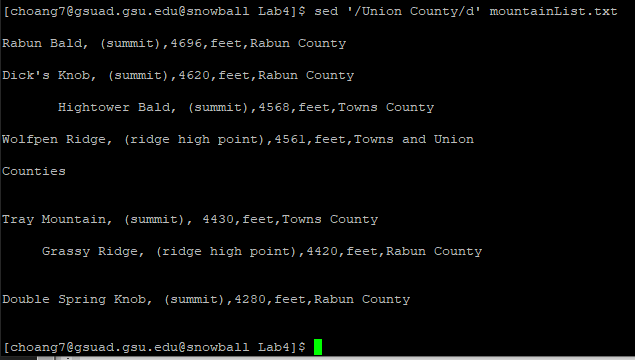 [choang7@gsuad.gsu.edu@snowball Lab4]$ sed '/Union County/d' mountainList.txt
Rabun Bald, (summit),4696,feet,Rabun County
Dick's Knob, (summit),4620,feet,Rabun County
Hightower Bald, (summit),4568,feet,Towns County
Wolfpen Ridge, (ridge high point),4561,feet,Towns and Union
Counties
Tray Mountain, (summit), 4430,feet,Towns County
Grassy Ridge, (ridge high point),4420,feet,Rabun County
Double Spring Knob, (summit),4280,feet,Rabun County
[choang7@gsuad.gsu.edu@snowball Lab4]$